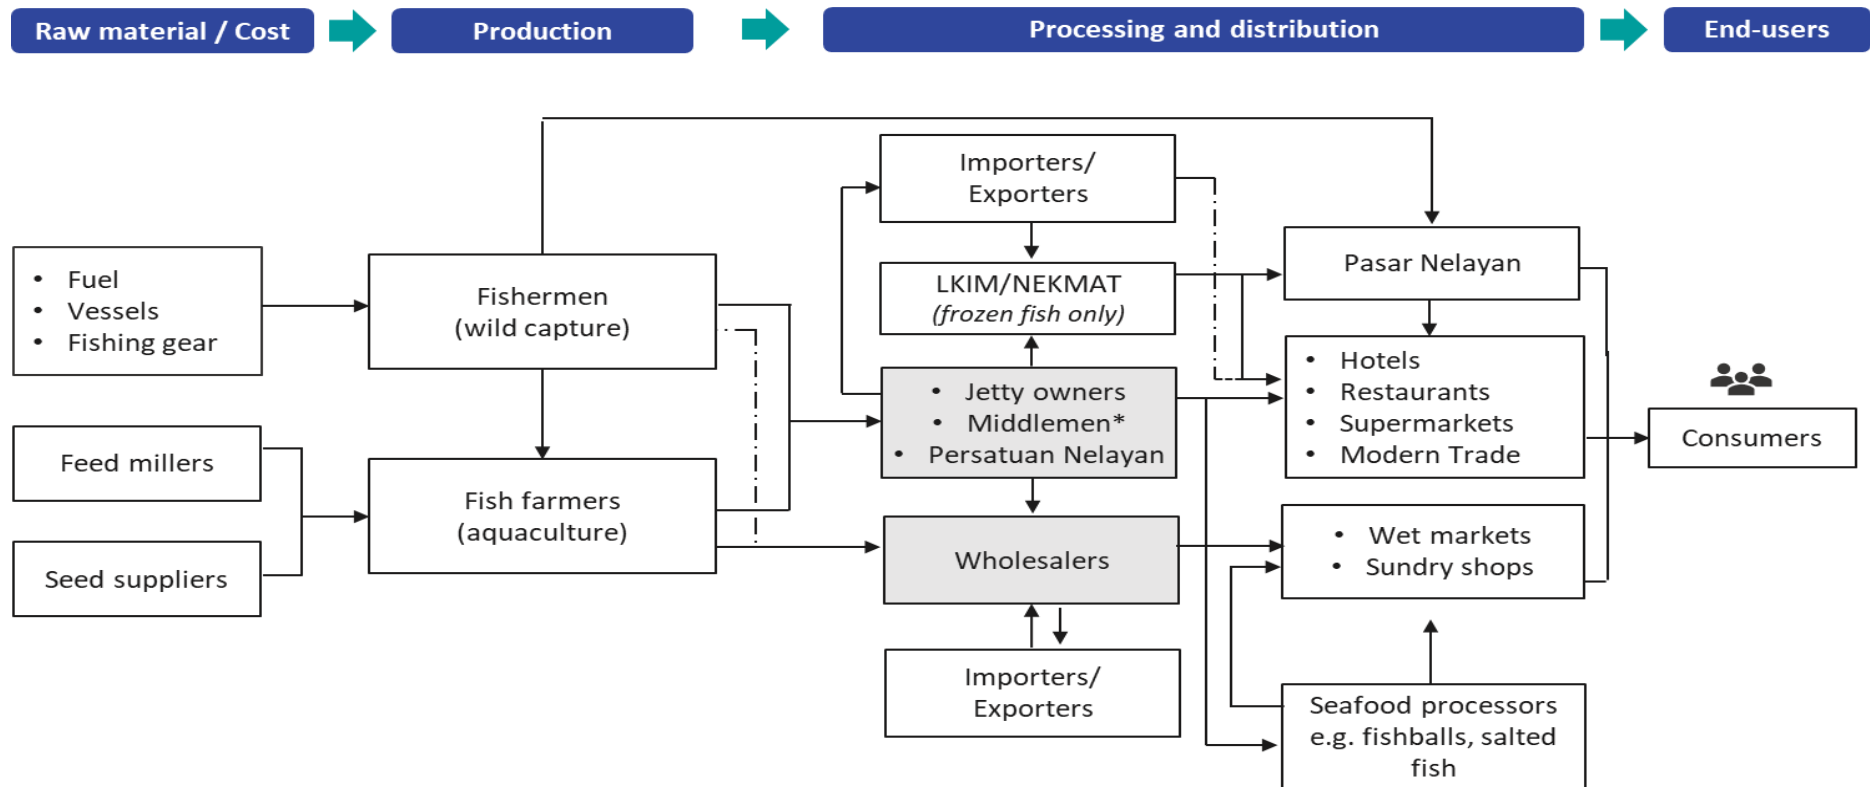 Raw material / Cost
Production
Processing and distribution
End-users
Importers/
Exporters
Pasar Nelayan
• Fuel
• Vessels
• Fishing gear
Fishermen
(wild capture)
LKIM/NEKMAT
(frozen fish only)
• Hotels
• Restaurants
• Supermarkets
• Modern Trade
• Jetty owners
• Middlemen*
• Persatuan Nelayan
Consumers
Feed millers
Fish farmers
(aquaculture)
Wholesalers
• Wet markets
• Sundry shops
Seed suppliers
Importers/
Exporters
Seafood processors
e.g. fishballs, salted
fish